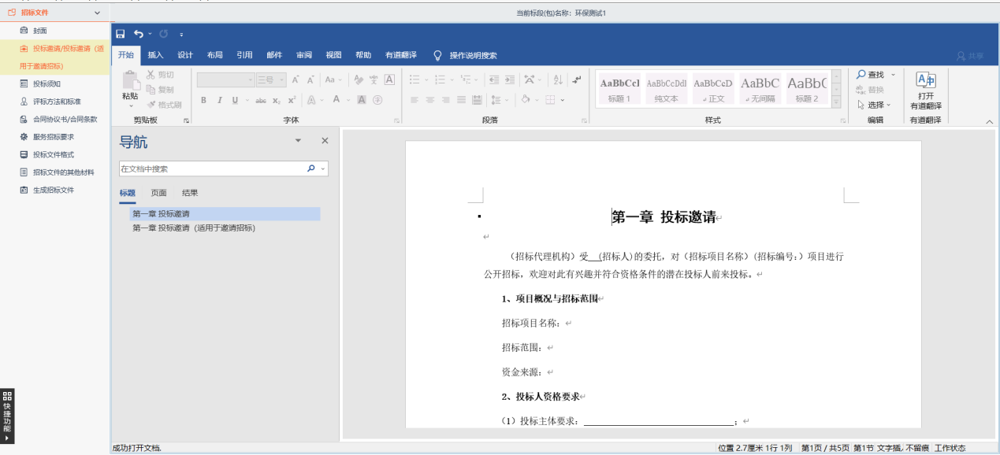 招标文件
当前标段(包)名称：环保测试1
封面
投标邀请/投标邀请（适
用于邀请招标）
投标须知
评标方法和标准
合同协议书/合同条款
服务招标要求
投标文件格式
招标文件的其他材料
生成招标文件
快捷功能
开始 插入 设计 布局 引用 邮件 审阅 视图 帮助 有道翻译 操作说明搜索 共享
粘贴
剪切
复制
格式刷
剪贴板
三号
Aa
B I U abc X₂ X² A A A
字体
段落
AaBbCcI AaBbCcDdI AaBbCcD AaBbC AaBbC
标题 1 纯文本 正文 无间隔 标题 2
样式
查找
替换
选择
编辑
打开
有道翻译
有道翻译
导航
在文档中搜索
标题 页面 结果
第一章 投标邀请
第一章 投标邀请（适用于邀请招标）
第一章 投标邀请
（招标代理机构）受__(招标人)的委托，对（招标项目名称）(招标编号：）项目进行
公开招标，欢迎对此有兴趣并符合资格条件的潜在投标人前来投标。
1、项目概况与招标范围
招标项目名称：
招标范围：
资金来源：
2、投标人资格要求
（1）投标主体要求：____________________；
成功打开文档.
位置 2.7厘米 1行 1列 第1页 / 共5页 第1节 文字插 不留痕 工作状态